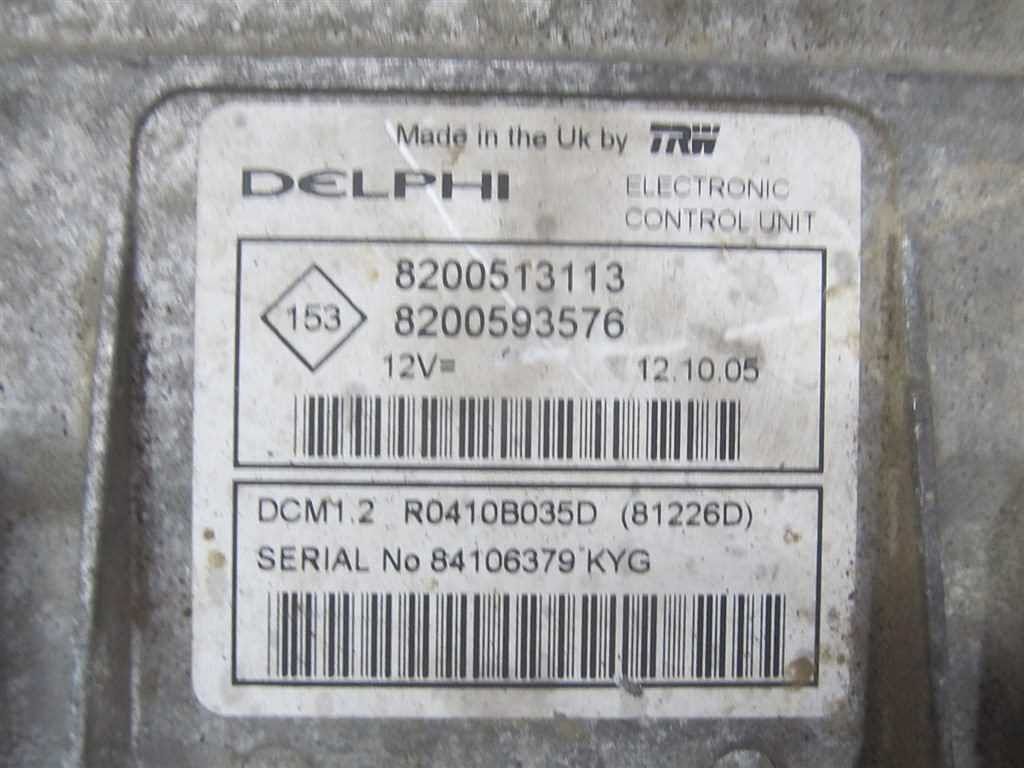 Made in the Uk by TRW
DELPHI
ELECTRONIC
CONTROL UNIT
153
8200513113
8200593576
12V=
12.10.05
DCM1.2 R0410B035D (81226D)
SERIAL No 84106379 KYG